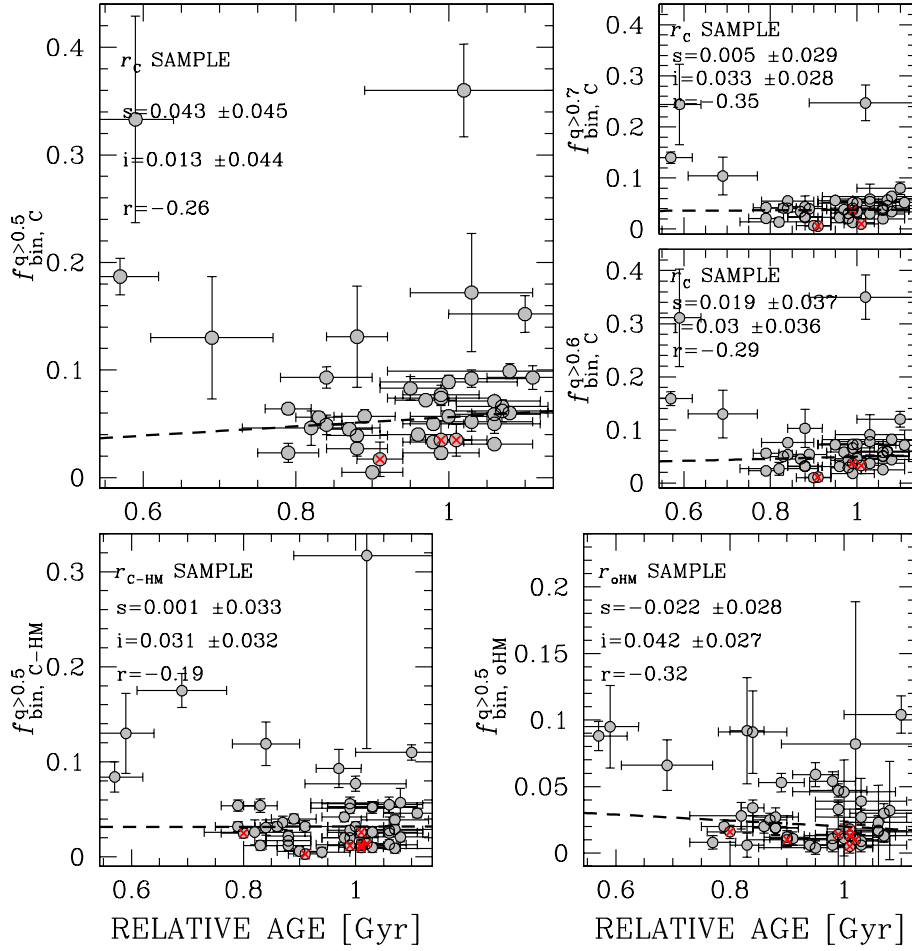 r_C SAMPLE
s=0.043 ±0.045
i=0.013 ±0.044
r=−0.26
f^{q>0.5}_{bin, C}
0.4
0.3
0.2
0.1
0
0.6 0.8 1
r_C SAMPLE
s=0.005 ±0.029
i=0.033 ±0.028
r=−0.35
f^{q>0.7}_{bin, C}
0.4
0.3
0.2
0.1
0
0.6 0.8 1
r_C SAMPLE
s=0.019 ±0.037
i=0.03 ±0.036
r=−0.29
f^{q>0.6}_{bin, C}
0.4
0.3
0.2
0.1
0
0.6 0.8 1
r_{C−HM} SAMPLE
s=0.001 ±0.033
i=0.031 ±0.032
r=−0.19
f^{q>0.5}_{bin, C−HM}
0.3
0.2
0.1
0
0.6 0.8 1
RELATIVE AGE [Gyr]
r_{oHM} SAMPLE
s=−0.022 ±0.028
i=0.042 ±0.027
r=−0.32
f^{q>0.5}_{bin, oHM}
0.2
0.15
0.1
0.05
0
0.6 0.8 1
RELATIVE AGE [Gyr]